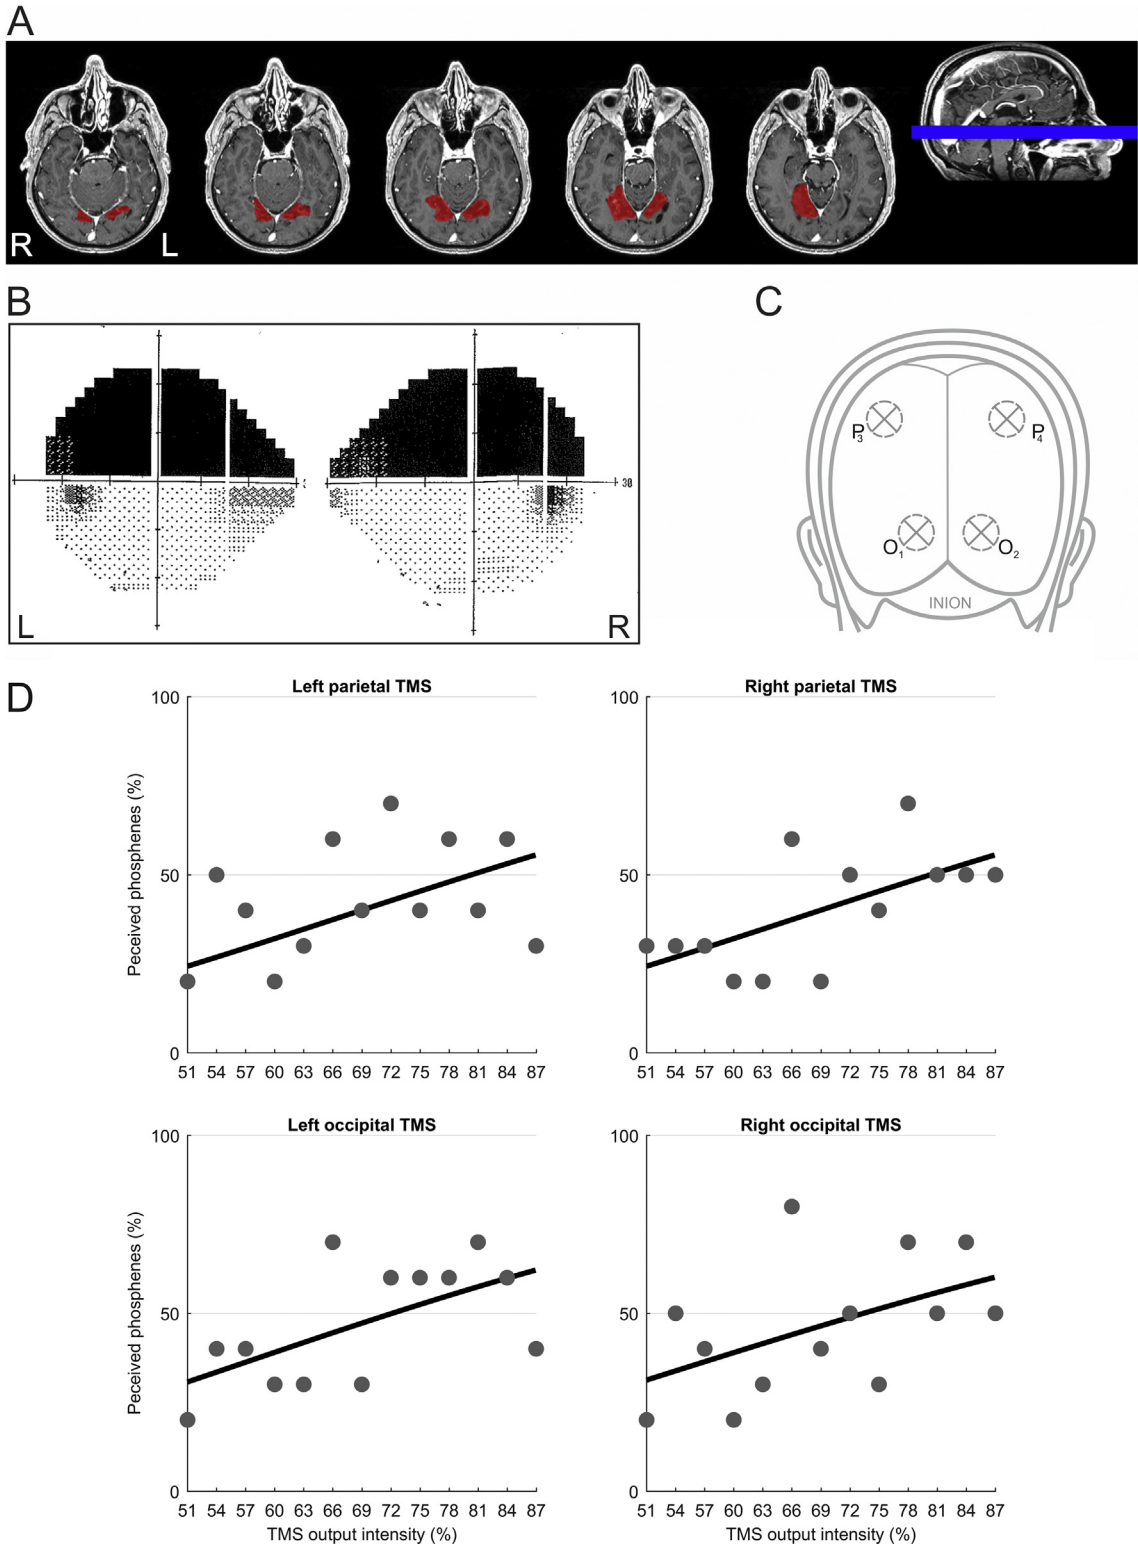 A
R
L
B
C
30
L
R
P3
P4
O1
O2
INION
D
Left parietal TMS
Right parietal TMS
100
50
0
Peceived phosphenes (%)
51 54 57 60 63 66 69 72 75 78 81 84 87
100
50
0
51 54 57 60 63 66 69 72 75 78 81 84 87
Left occipital TMS
Right occipital TMS
100
50
0
Peceived phosphenes (%)
51 54 57 60 63 66 69 72 75 78 81 84 87
TMS output intensity (%)
100
50
0
51 54 57 60 63 66 69 72 75 78 81 84 87
TMS output intensity (%)